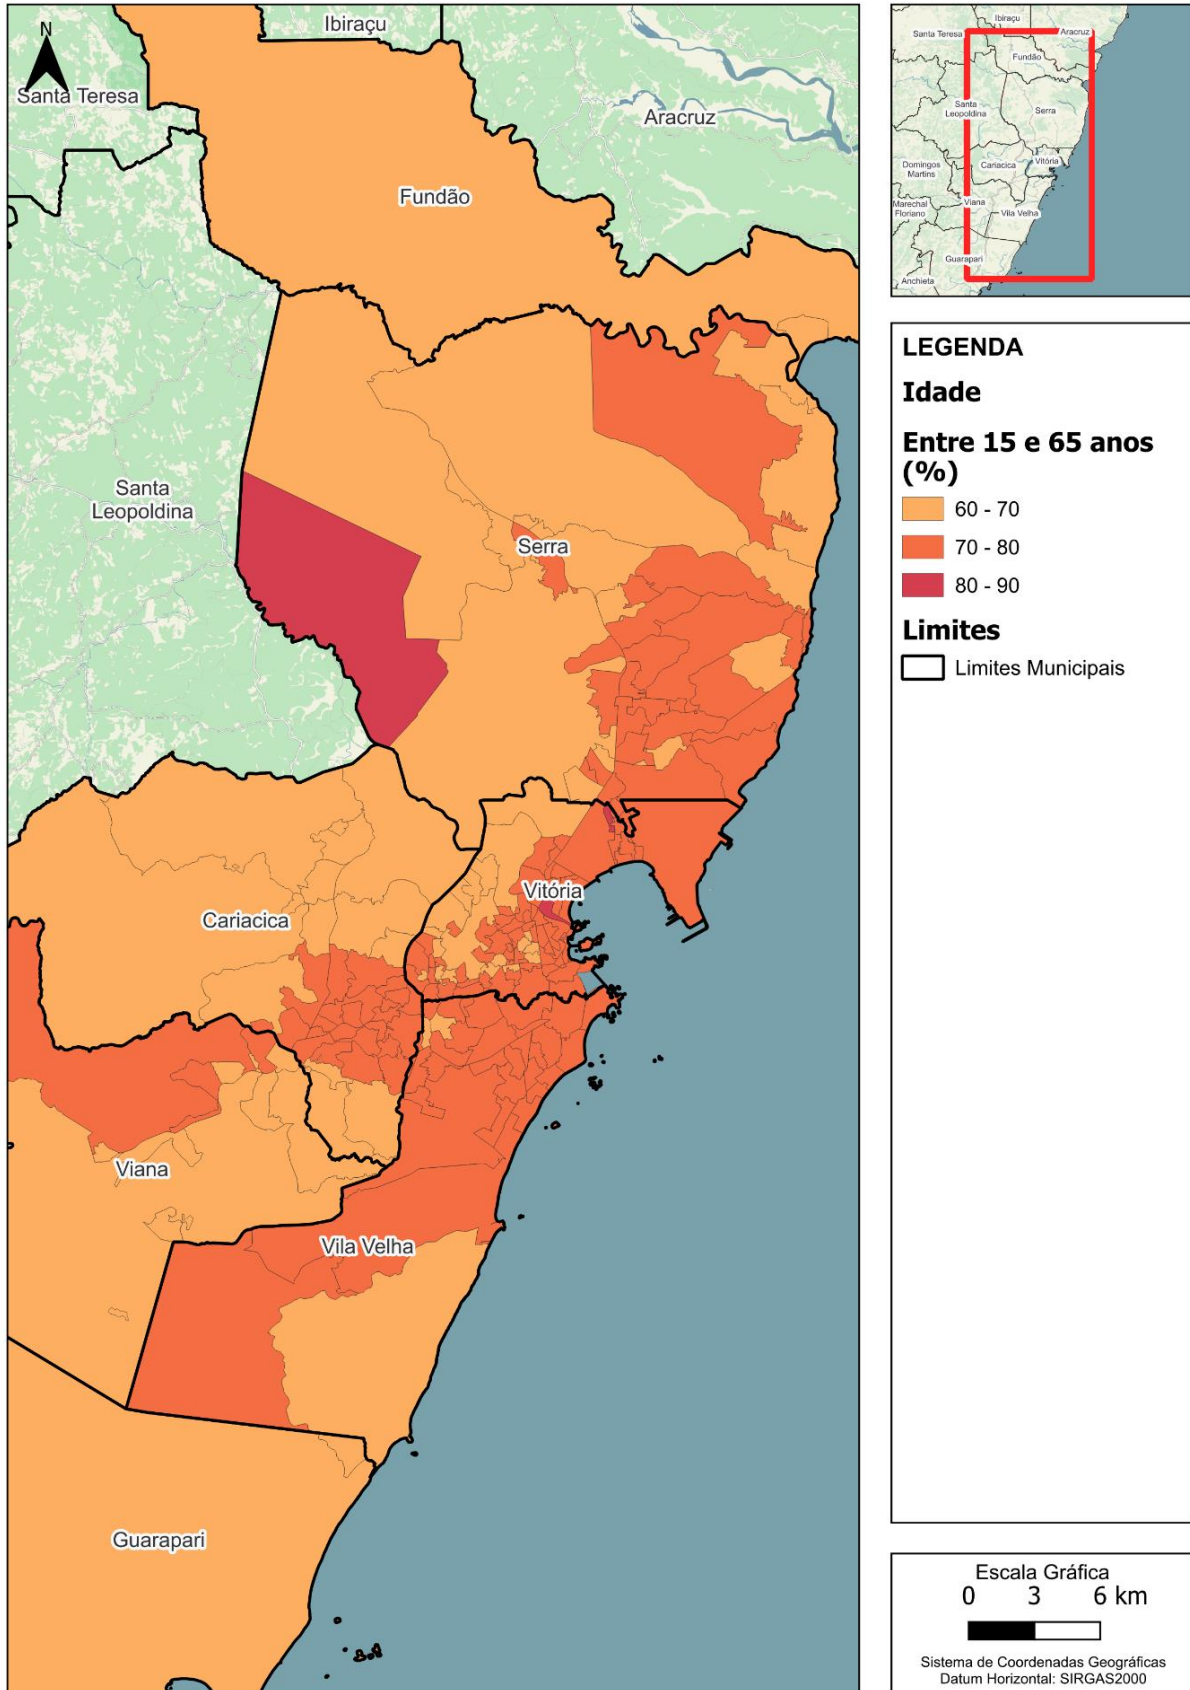 N
Ibiraçu
Santa Teresa
Aracruz
Fundão
Santa
Leopoldina
Serra
Vitória
Cariacica
Viana
Vila Velha
Guarapari
Ibiraçu
Santa Teresa
Aracruz
Fundão
Santa
Leopoldina
Serra
Domingos
Martins
Cariacica
Vitória
Marechal
Floriano
Viana
Vila Velha
Guarapari
Anchieta
LEGENDA
Idade
Entre 15 e 65 anos
(%)
60 - 70
70 - 80
80 - 90
Limites
Limites Municipais
Escala Gráfica
0 3 6 km
Sistema de Coordenadas Geográficas
Datum Horizontal: SIRGAS2000